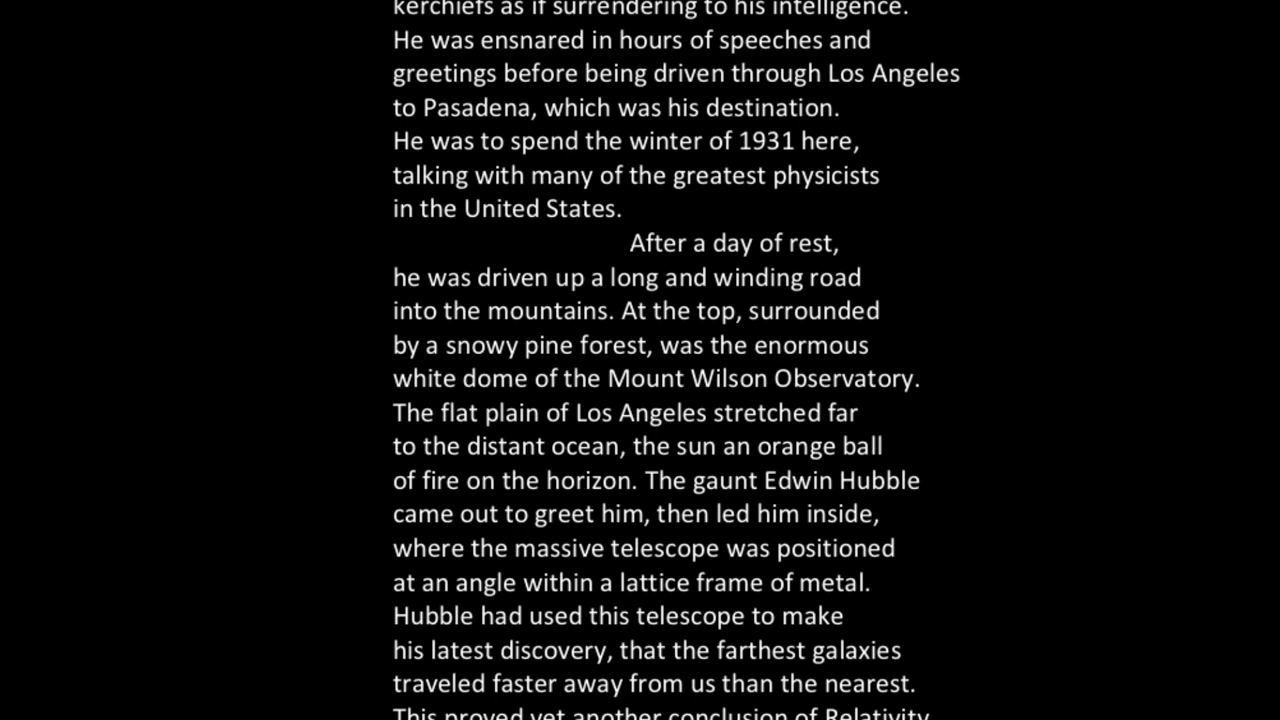 kerchiefs as if surrendering to his intelligence.
He was ensnared in hours of speeches and
greetings before being driven through Los Angeles
to Pasadena, which was his destination.
He was to spend the winter of 1931 here,
talking with many of the greatest physicists
in the United States.
After a day of rest,
he was driven up a long and winding road
into the mountains. At the top, surrounded
by a snowy pine forest, was the enormous
white dome of the Mount Wilson Observatory.
The flat plain of Los Angeles stretched far
to the distant ocean, the sun an orange ball
of fire on the horizon. The gaunt Edwin Hubble
came out to greet him, then led him inside,
where the massive telescope was positioned
at an angle within a lattice frame of metal.
Hubble had used this telescope to make
his latest discovery, that the farthest galaxies
traveled faster away from us than the nearest.
This proved yet another conclusion of Relativity